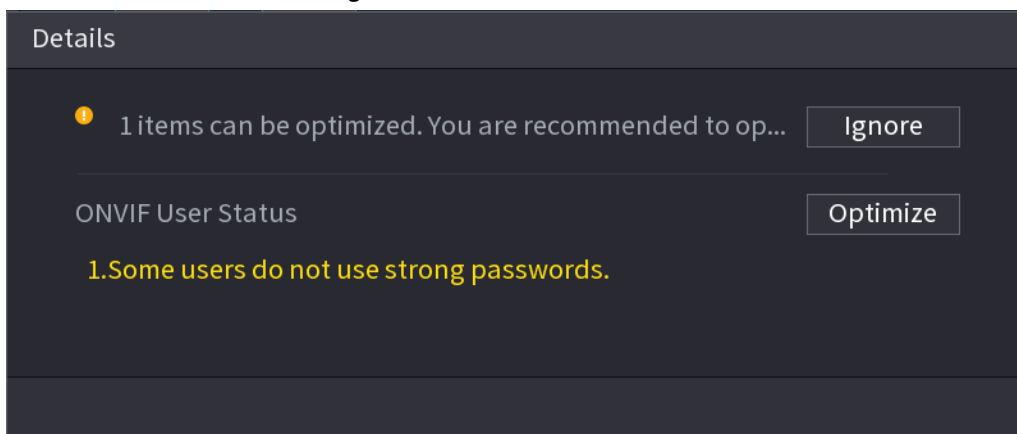 Details
1 items can be optimized. You are recommended to op... Ignore
ONVIF User Status Optimize
1.Some users do not use strong passwords.